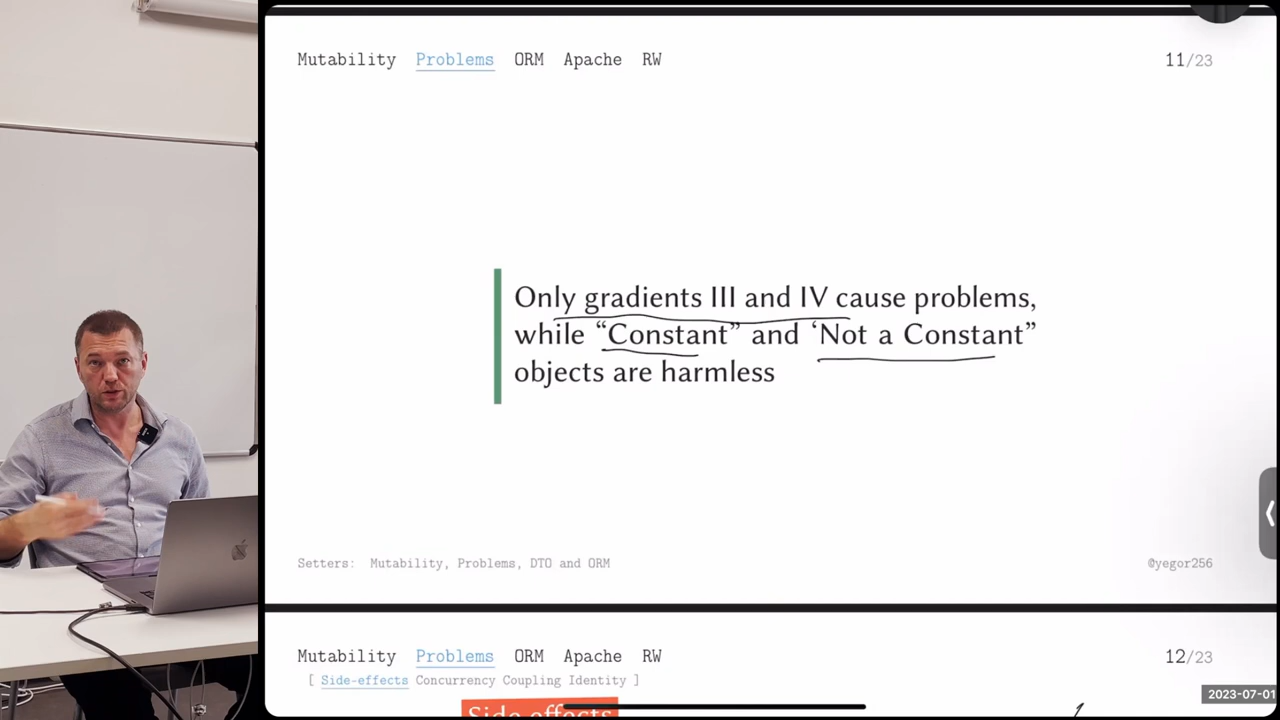 Mutability Problems ORM Apache RW
11/23
Only gradients III and IV cause problems,
while “Constant” and ‘Not a Constant”
objects are harmless
Setters: Mutability, Problems, DTO and ORM
@yegor256
Mutability Problems ORM Apache RW
12/23
[ Side-effects Concurrency Coupling Identity ]
Side effects
2023-07-01